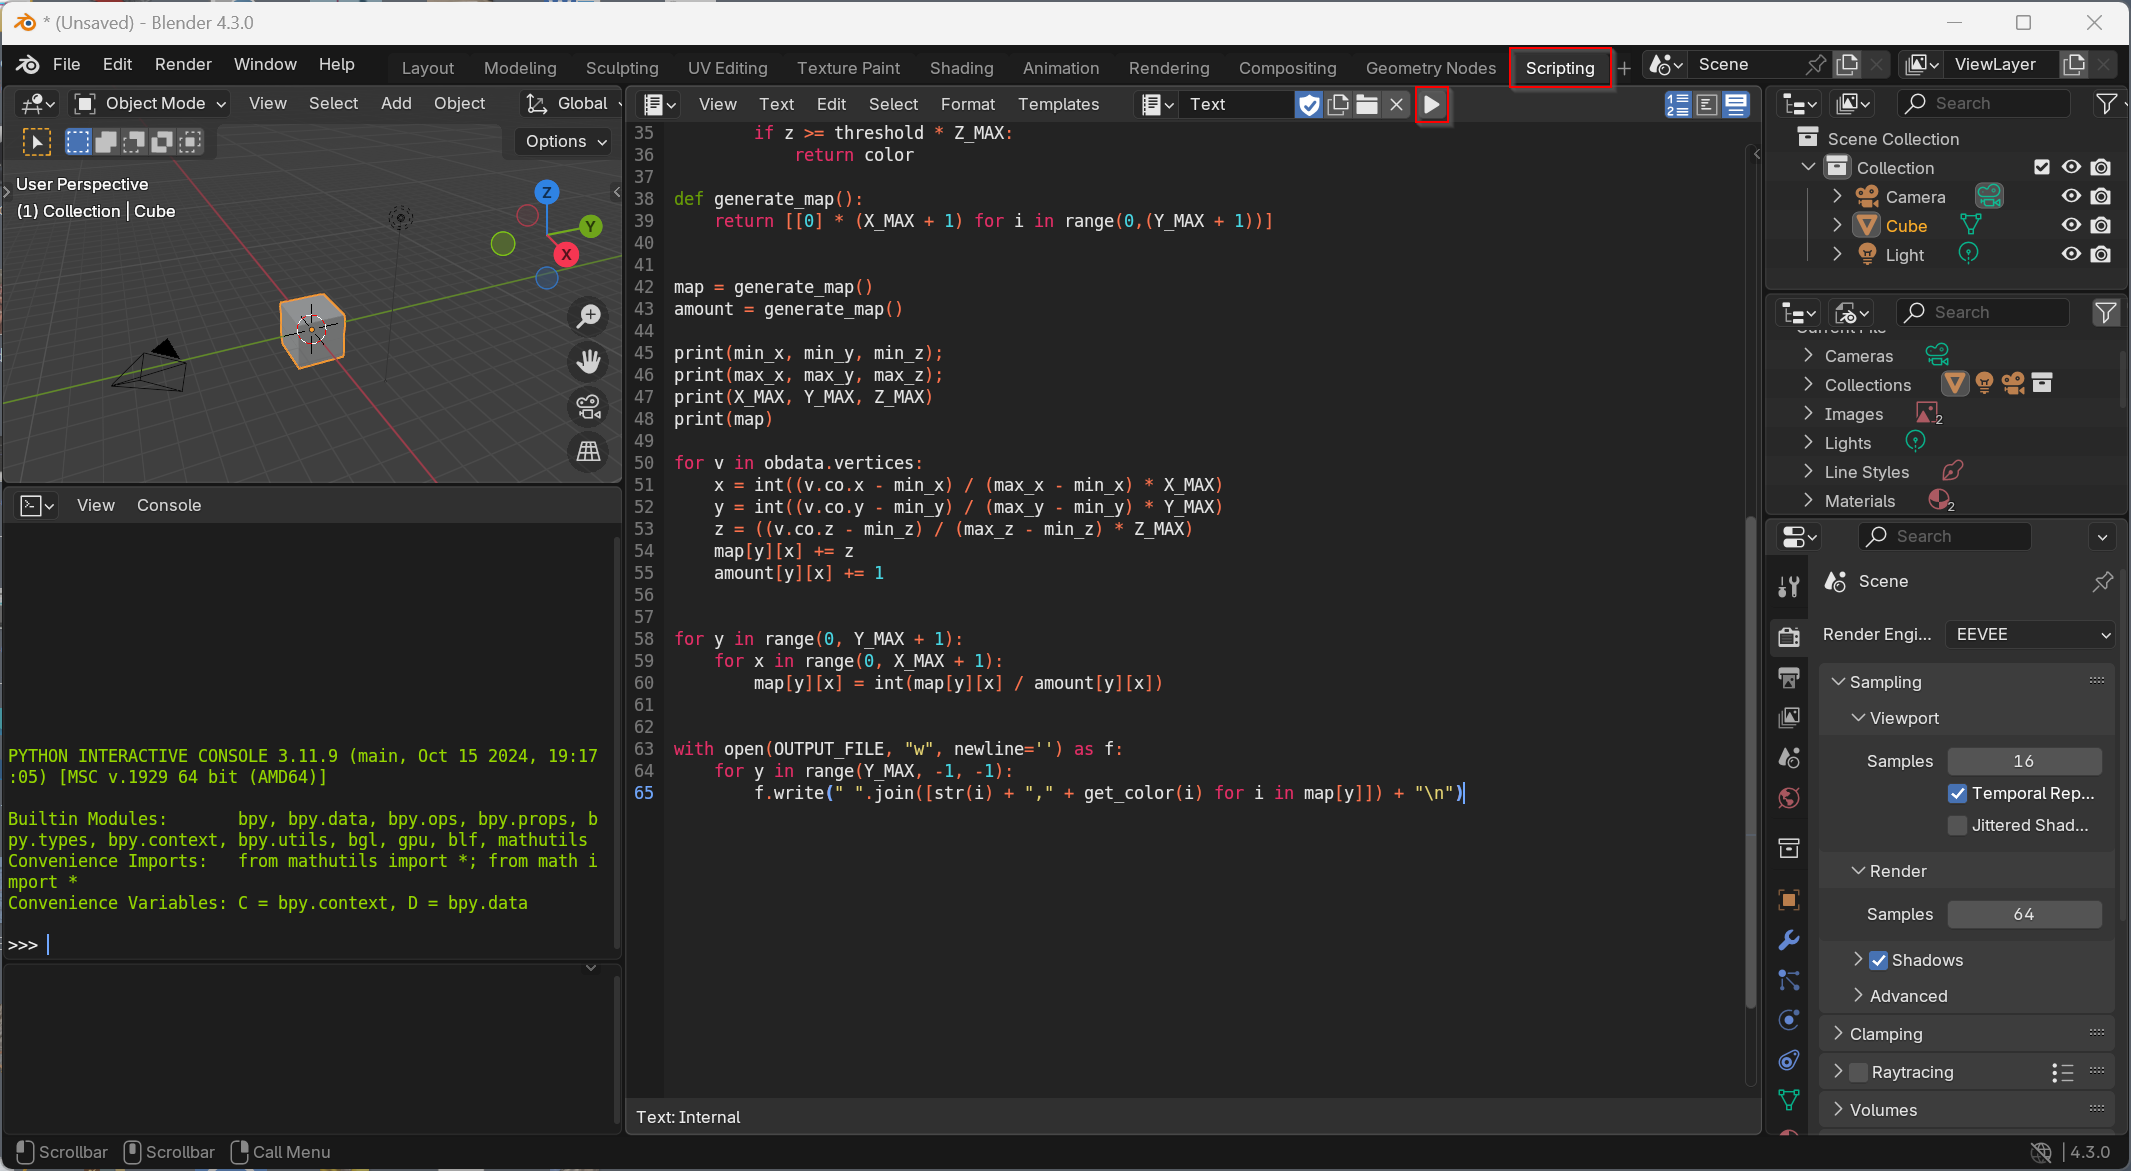 * (Unsaved) - Blender 4.3.0
File Edit Render Window Help
Layout Modeling Sculpting UV Editing Texture Paint Shading Animation Rendering Compositing Geometry Nodes Scripting +
Scene
ViewLayer
Object Mode View Select Add Object Global
Options
User Perspective
(1) Collection | Cube
Z
Y
X
View Console
PYTHON INTERACTIVE CONSOLE 3.11.9 (main, Oct 15 2024, 19:17
:05) [MSC v.1929 64 bit (AMD64)]
Builtin Modules:       bpy, bpy.data, bpy.ops, bpy.props, b
py.types, bpy.context, bpy.utils, bgl, gpu, blf, mathutils
Convenience Imports:   from mathutils import *; from math i
mport *
Convenience Variables: C = bpy.context, D = bpy.data
>>>
View Text Edit Select Format Templates Text
35         if z >= threshold * Z_MAX:
36             return color
37
38 def generate_map():
39     return [[0] * (X_MAX + 1) for i in range(0,(Y_MAX + 1))]
40
41
42 map = generate_map()
43 amount = generate_map()
44
45 print(min_x, min_y, min_z);
46 print(max_x, max_y, max_z);
47 print(X_MAX, Y_MAX, Z_MAX)
48 print(map)
49
50 for v in obdata.vertices:
51     x = int((v.co.x - min_x) / (max_x - min_x) * X_MAX)
52     y = int((v.co.y - min_y) / (max_y - min_y) * Y_MAX)
53     z = ((v.co.z - min_z) / (max_z - min_z) * Z_MAX)
54     map[y][x] += z
55     amount[y][x] += 1
56
57
58 for y in range(0, Y_MAX + 1):
59     for x in range(0, X_MAX + 1):
60         map[y][x] = int(map[y][x] / amount[y][x])
61
62
63 with open(OUTPUT_FILE, "w", newline='') as f:
64     for y in range(Y_MAX, -1, -1):
65         f.write(" ".join([str(i) + "," + get_color(i) for i in map[y]]) + "\n")
Text: Internal
Search
Scene Collection
Collection
Camera
Cube
Light
Search
Current File
Cameras
Collections
Images 2
Lights
Line Styles
Materials 2
Search
Scene
Render Engi... EEVEE
Sampling
Viewport
Samples 16
Temporal Rep...
Jittered Shad...
Render
Samples 64
Shadows
Advanced
Clamping
Raytracing
Volumes
Scrollbar Scrollbar Call Menu
4.3.0